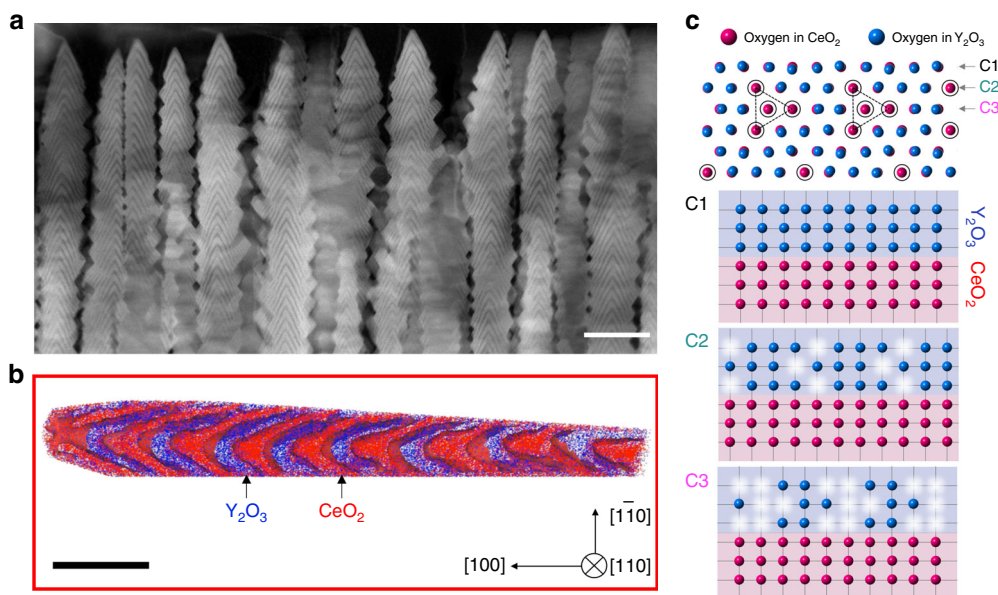 a
b
Y₂O₃
CeO₂
[11̄0]
[100]
[110]
c
Oxygen in CeO₂
Oxygen in Y₂O₃
C1
C2
C3
C1
Y₂O₃
CeO₂
C2
C3